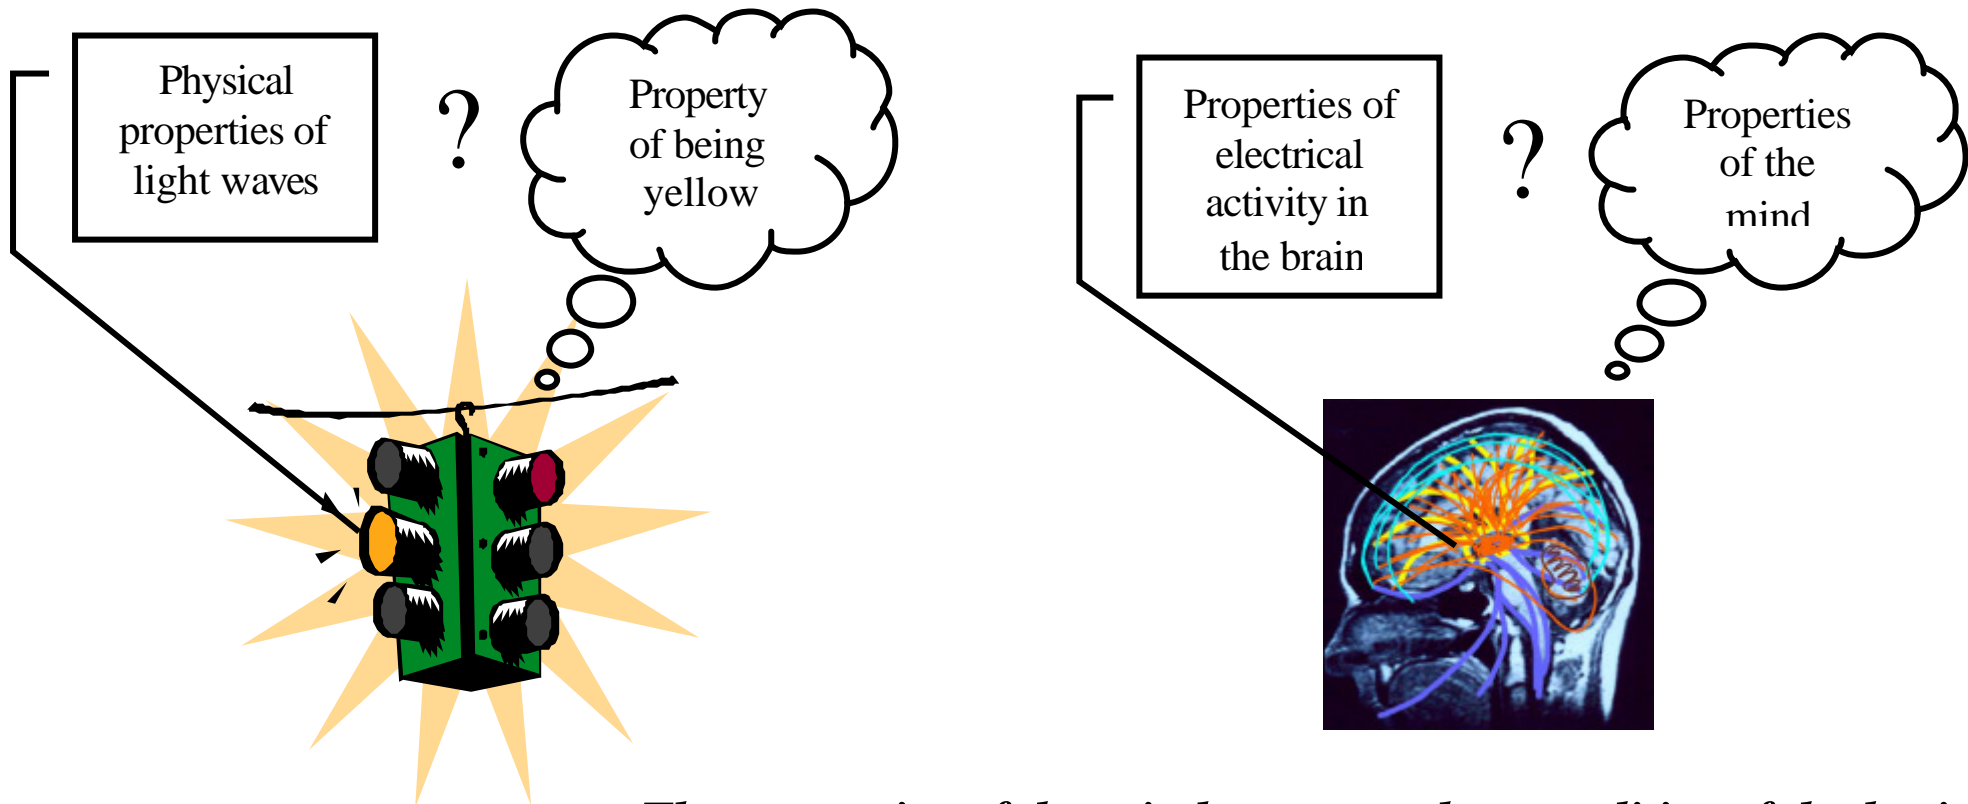 Physical
properties of
light waves
?
Property
of being
yellow
Properties of
electrical
activity in
the brain
?
Properties
of the
mind